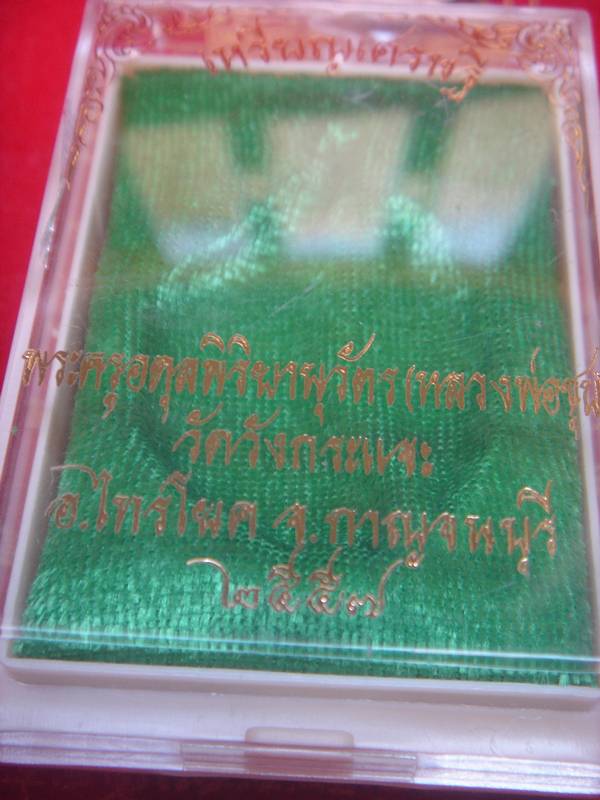 เหรียญเศรษฐี
พระครูอดุลพิริยานุวัตร(หลวงพ่อชุบ
วัดวังกระแจะ
อ.ไทรโยค จ.กาญจนบุรี
๒๕๕๗